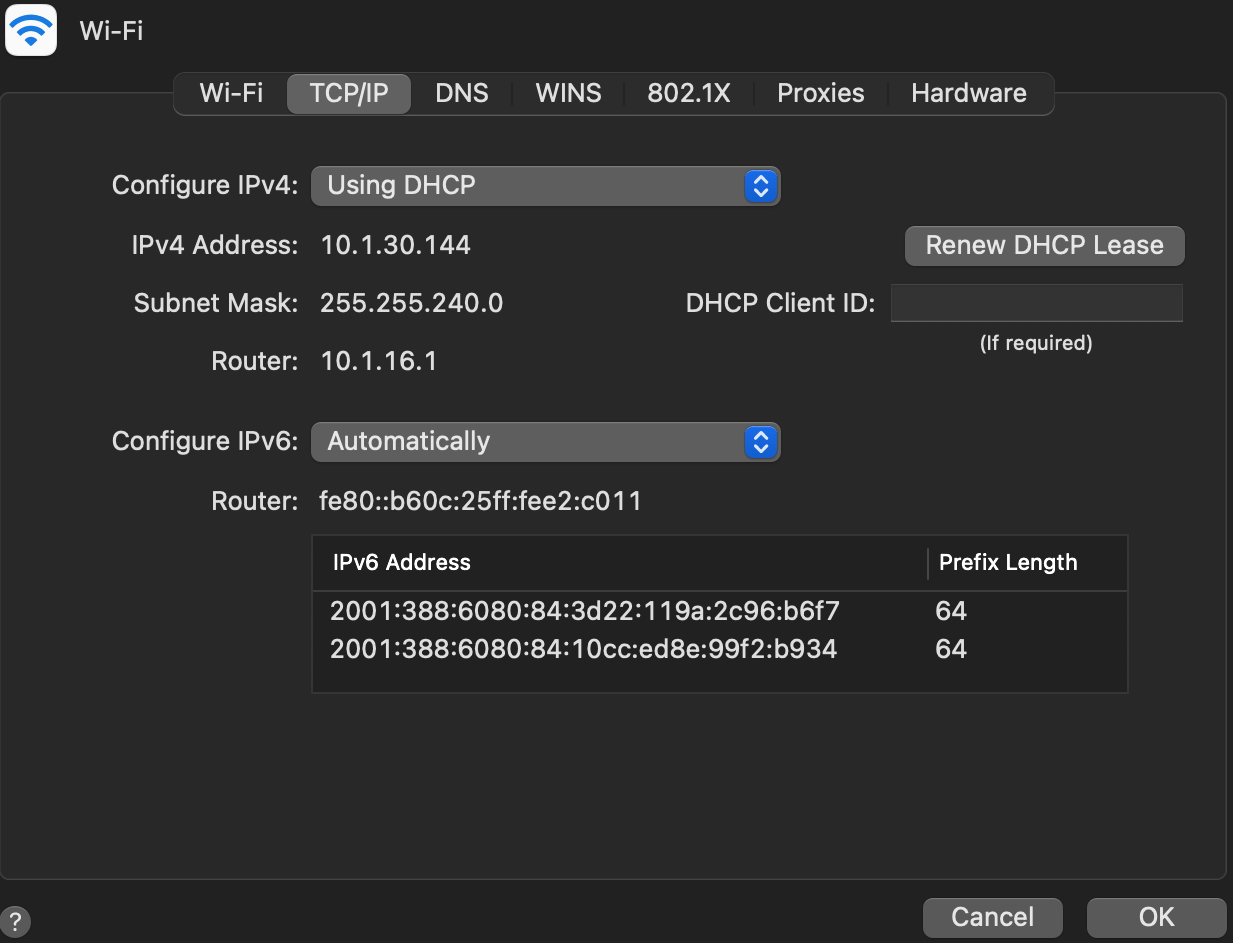 Wi-Fi
Wi-Fi TCP/IP DNS WINS 802.1X Proxies Hardware
Configure IPv4: Using DHCP
IPv4 Address: 10.1.30.144 Renew DHCP Lease
Subnet Mask: 255.255.240.0 DHCP Client ID:
(If required)
Router: 10.1.16.1
Configure IPv6: Automatically
Router: fe80::b60c:25ff:fee2:c011
IPv6 Address Prefix Length
2001:388:6080:84:3d22:119a:2c96:b6f7 64
2001:388:6080:84:10cc:ed8e:99f2:b934 64
? Cancel OK